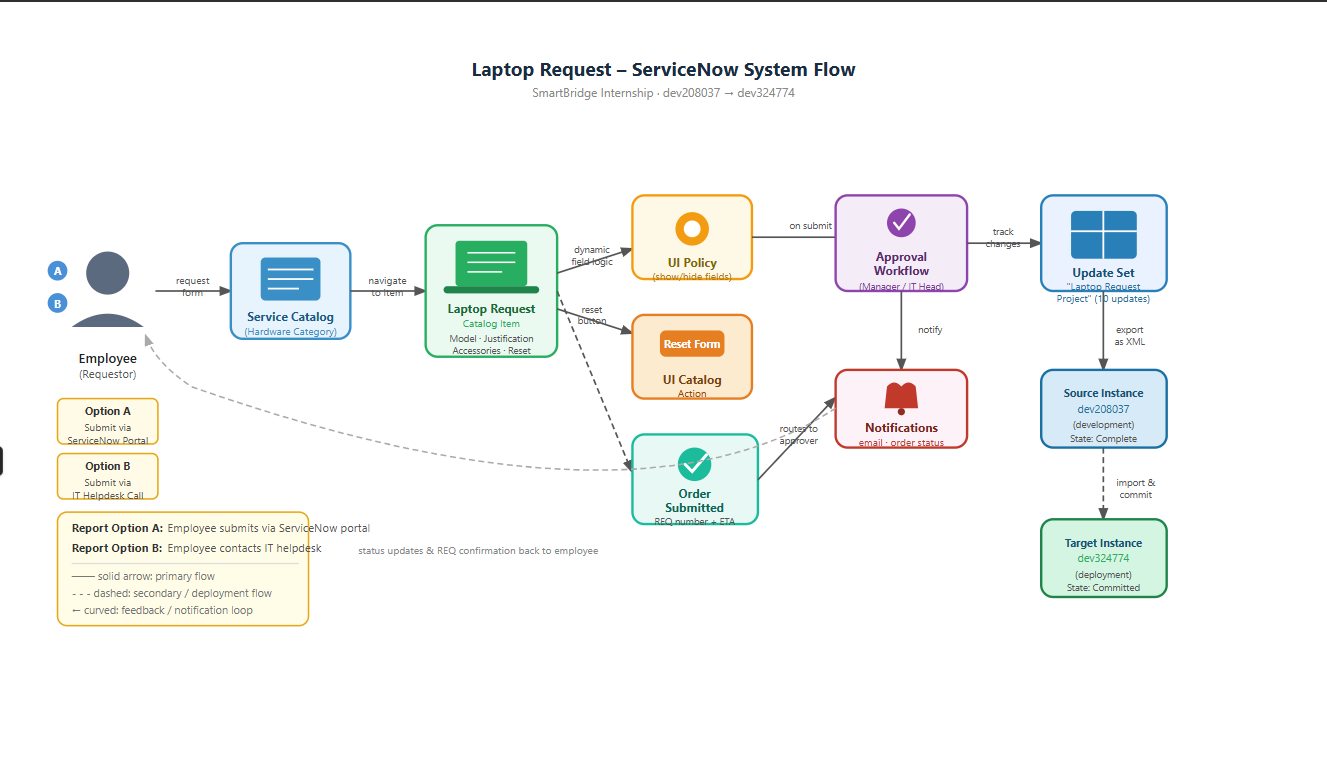 Laptop Request – ServiceNow System Flow
SmartBridge Internship · dev208037 → dev324774
A
B
Employee
(Requestor)
request
form
Service Catalog
(Hardware Category)
navigate
to item
Laptop Request
Catalog Item
Model · Justification
Accessories · Reset
dynamic
field logic
reset
button
UI Policy
(show/hide fields)
Reset Form
UI Catalog
Action
Order
Submitted
REQ number + ETA
on submit
routes to
approver
Approval
Workflow
(Manager / IT Head)
notify
Notifications
email · order status
track
changes
Update Set
"Laptop Request
Project" (10 updates)
export
as XML
Source Instance
dev208037
(development)
State: Complete
import &
commit
Target Instance
dev324774
(deployment)
State: Committed
Option A
Submit via
ServiceNow Portal
Option B
Submit via
IT Helpdesk Call
Report Option A: Employee submits via ServiceNow portal
Report Option B: Employee contacts IT helpdesk
—— solid arrow: primary flow
- - - dashed: secondary / deployment flow
← curved: feedback / notification loop
status updates & REQ confirmation back to employee